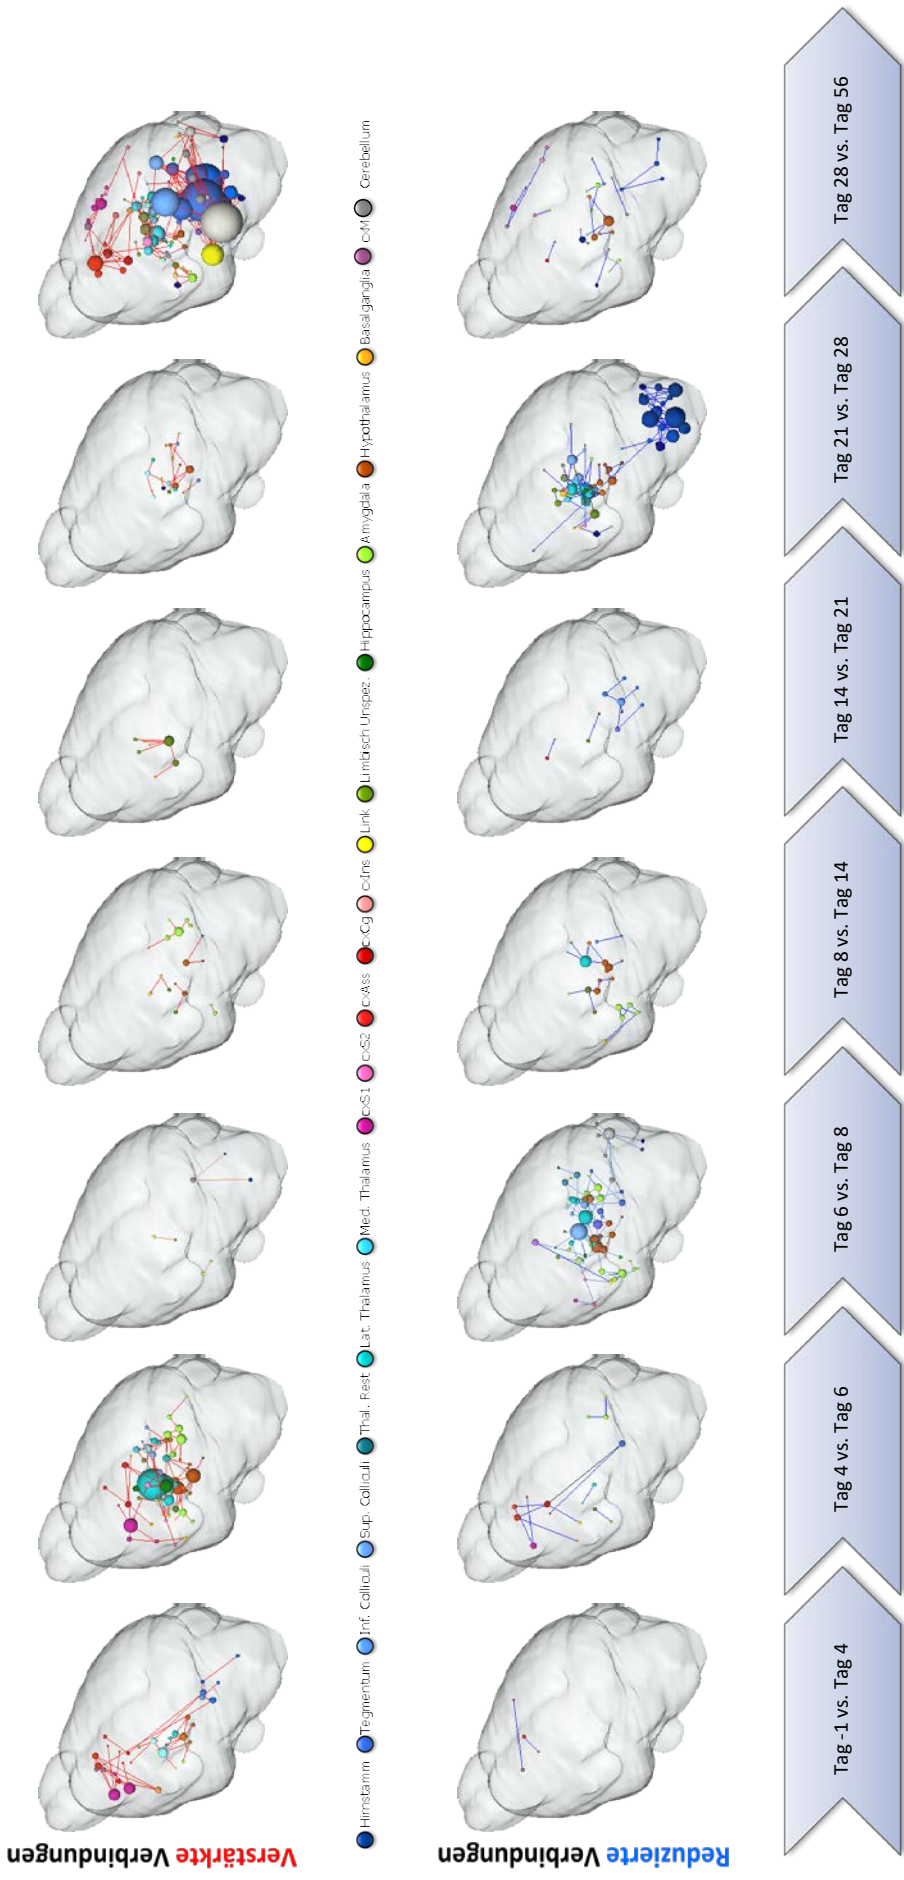 Verstärkte Verbindungen
Hirnstamm Tegmentum Inf. Colliculi Sup. Colliculi Thal. Rest Lat. Thalamus Med. Thalamus cxS1 cxS2 cxAss cxCg cxIns Link Limbisch Unspez. Hippocampus Amygdala Hypothalamus Basalganglia cxM Cerebellum
Reduzierte Verbindungen
Tag -1 vs. Tag 4
Tag 4 vs. Tag 6
Tag 6 vs. Tag 8
Tag 8 vs. Tag 14
Tag 14 vs. Tag 21
Tag 21 vs. Tag 28
Tag 28 vs. Tag 56